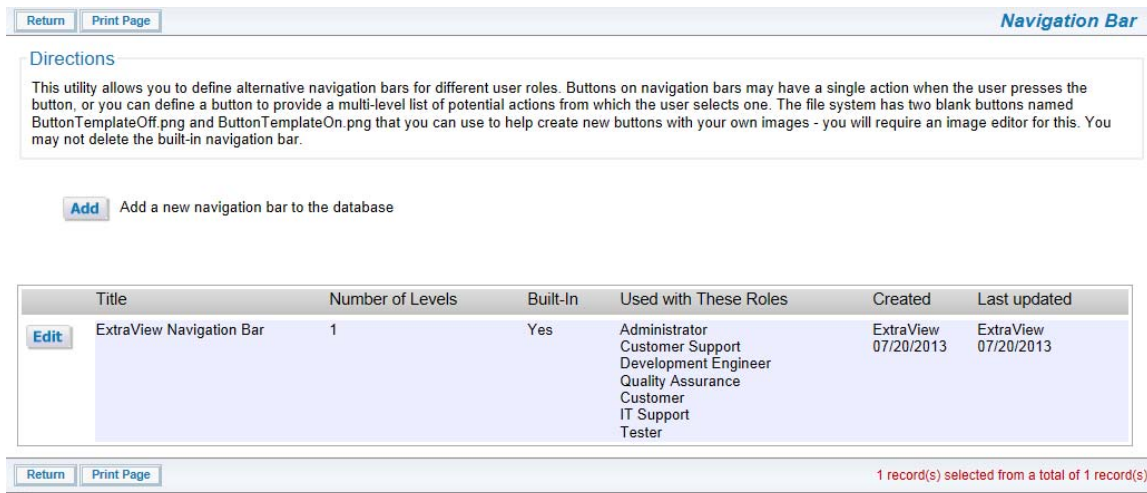 Return Print Page Navigation Bar
Directions
This utility allows you to define alternative navigation bars for different user roles. Buttons on navigation bars may have a single action when the user presses the
button, or you can define a button to provide a multi-level list of potential actions from which the user selects one. The file system has two blank buttons named
ButtonTemplateOff.png and ButtonTemplateOn.png that you can use to help create new buttons with your own images - you will require an image editor for this. You
may not delete the built-in navigation bar.
Add Add a new navigation bar to the database
Title Number of Levels Built-In Used with These Roles Created Last updated
Edit ExtraView Navigation Bar 1 Yes Administrator ExtraView ExtraView
Customer Support 07/20/2013 07/20/2013
Development Engineer
Quality Assurance
Customer
IT Support
Tester
Return Print Page 1 record(s) selected from a total of 1 record(s)